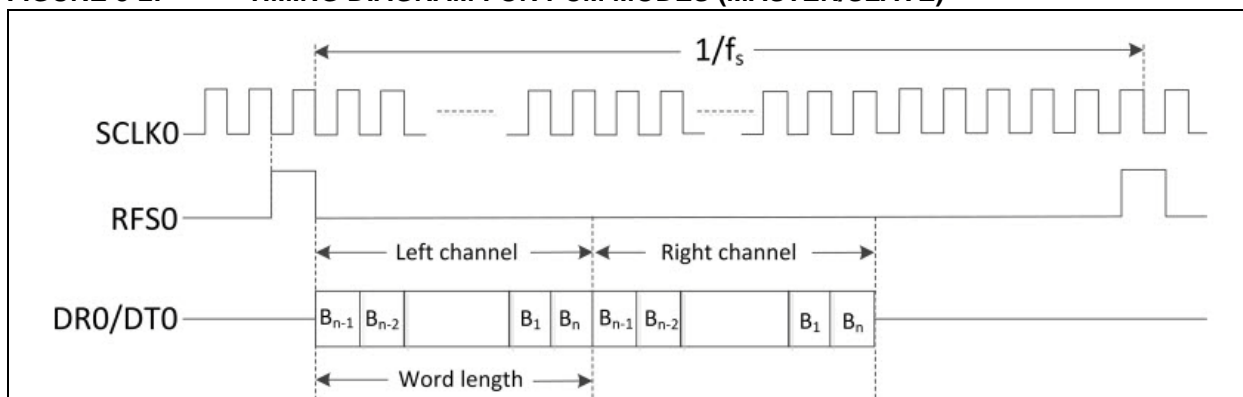 1/fs
SCLK0
RFS0
Left channel Right channel
DR0/DT0 Bn-1 Bn-2 B1 Bn Bn-1 Bn-2 B1 Bn
Word length